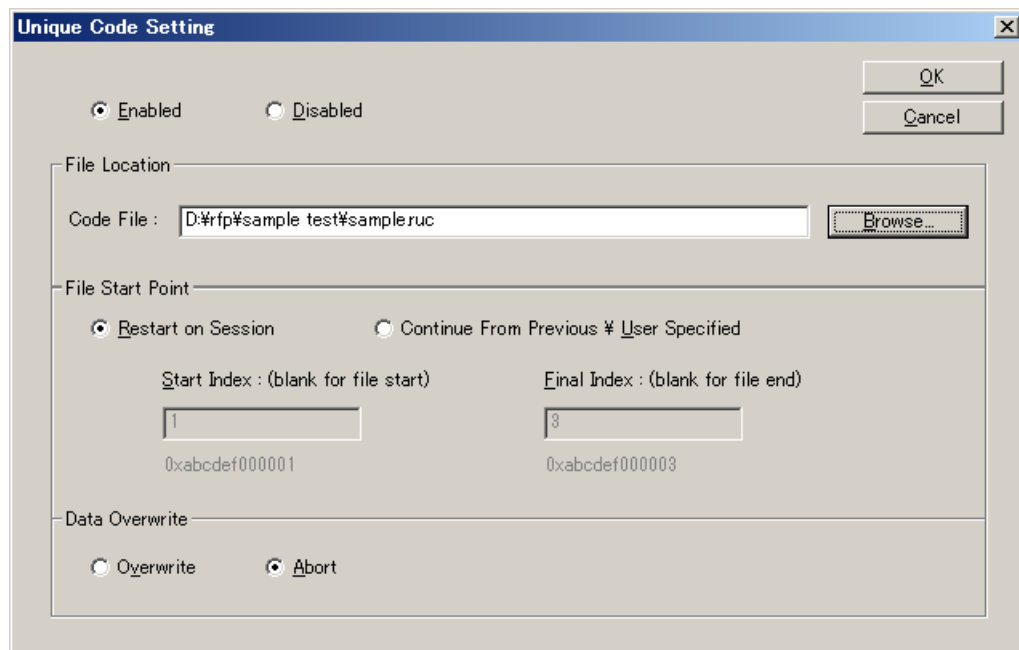 Unique Code Setting
OK
Enabled Disabled
Cancel
File Location
Code File : D:¥rfp¥sample test¥sample.ruc Browse...
File Start Point
Restart on Session Continue From Previous ¥ User Specified
Start Index : (blank for file start) Final Index : (blank for file end)
1 3
0xabcdef000001 0xabcdef000003
Data Overwrite
Overwrite Abort